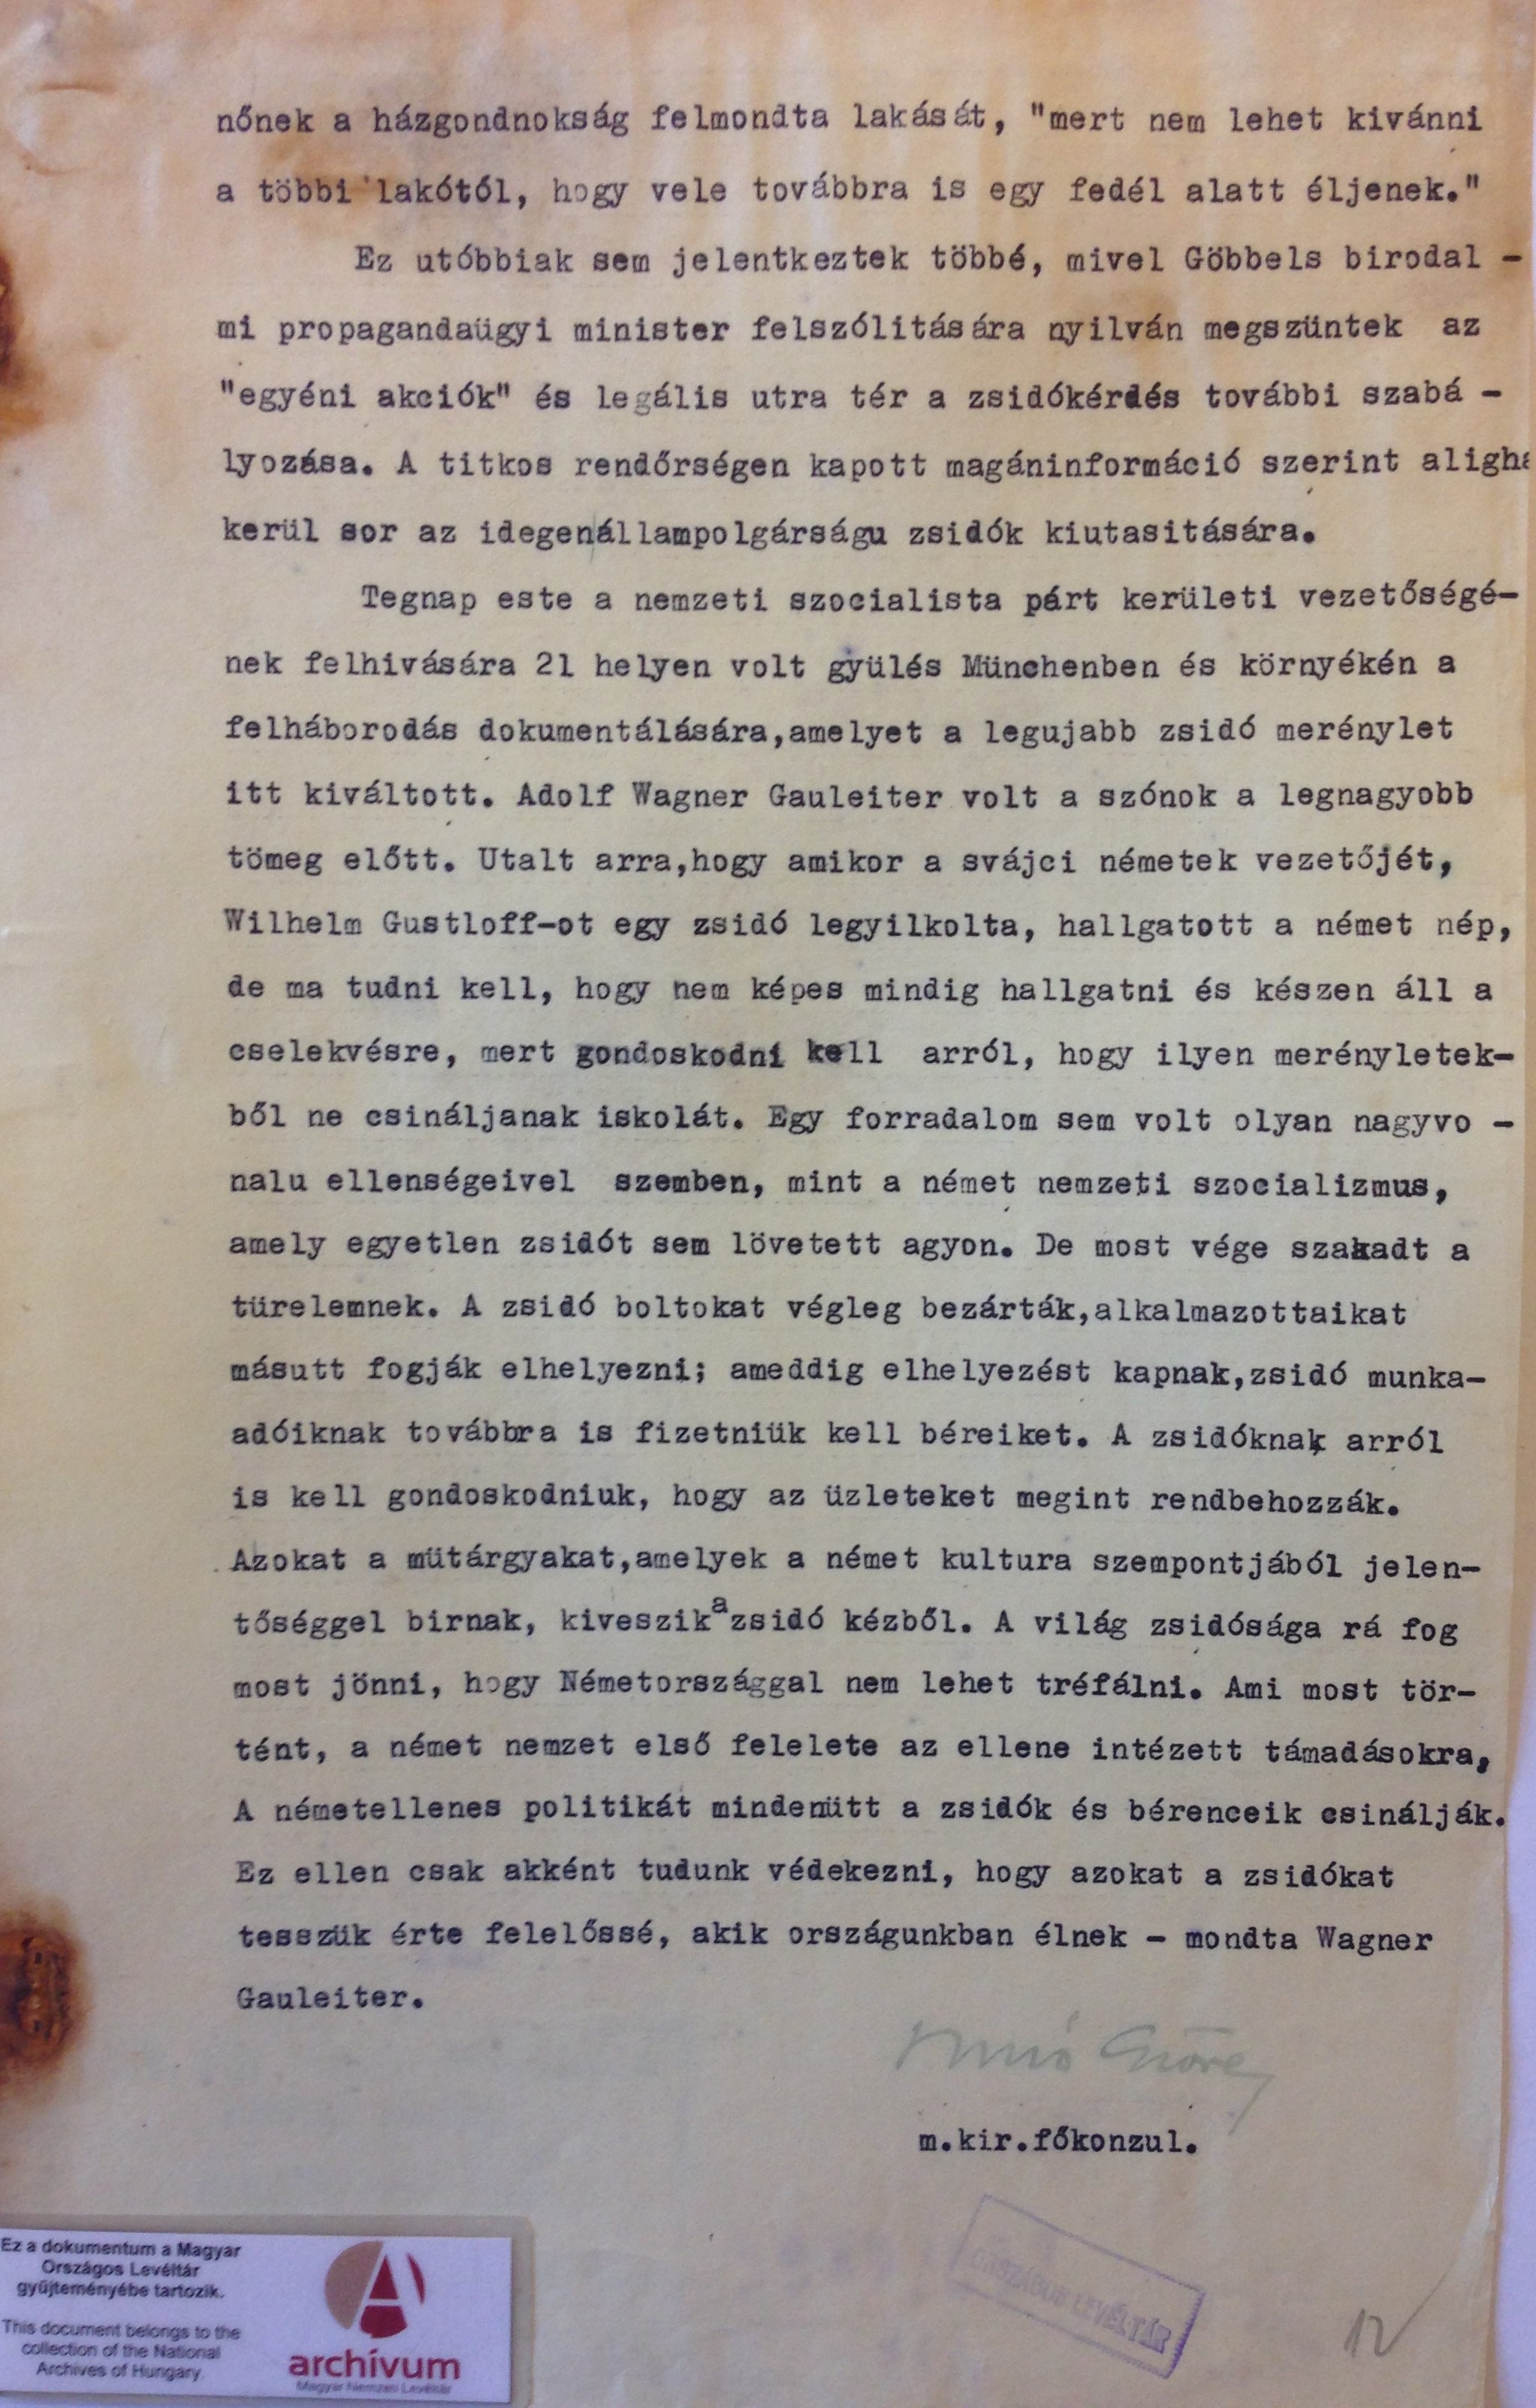 nőnek a házgondnokság felmondta lakását, "mert nem lehet kivánni
a többi lakótól, hogy vele továbbra is egy fedél alatt éljenek."
Ez utóbbiak sem jelentkeztek többé, mivel Göbbels birodal -
mi propagandaügyi minister felszólitására nyilván megszüntek az
"egyéni akciók" és legális utra tér a zsidókérdés további szabá -
lyozása. A titkos rendőrségen kapott magáninformáció szerint aligha
kerül sor az idegenállampolgárságu zsidók kiutasitására.
Tegnap este a nemzeti szocialista párt kerületi vezetőségé-
nek felhivására 21 helyen volt gyülés Münchenben és környékén a
felháborodás dokumentálására,amelyet a legujabb zsidó merénylet
itt kiváltott. Adolf Wagner Gauleiter volt a szónok a legnagyobb
tömeg előtt. Utalt arra,hogy amikor a svájci németek vezetőjét,
Wilhelm Gustloff-ot egy zsidó legyilkolta, hallgatott a német nép,
de ma tudni kell, hogy nem képes mindig hallgatni és készen áll a
cselekvésre, mert gondoskodni kell arról, hogy ilyen merényletek-
ből ne csináljanak iskolát. Egy forradalom sem volt olyan nagyvo -
nalu ellenségeivel szemben, mint a német nemzeti szocializmus,
amely egyetlen zsidót sem lövetett agyon. De most vége szakadt a
türelemnek. A zsidó boltokat végleg bezárták,alkalmazottaikat
másutt fogják elhelyezni; ameddig elhelyezést kapnak,zsidó munka-
adóiknak továbbra is fizetniük kell béreiket. A zsidóknak arról
is kell gondoskodniuk, hogy az üzleteket megint rendbehozzák.
Azokat a mütárgyakat,amelyek a német kultura szempontjából jelen-
tőséggel birnak, kiveszik a zsidó kézből. A világ zsidósága rá fog
most jönni, hogy Németországgal nem lehet tréfálni. Ami most tör-
tént, a német nemzet első felelete az ellene intézett támadásokra,
A németellenes politikát mindenütt a zsidók és bérenceik csinálják.
Ez ellen csak akként tudunk védekezni, hogy azokat a zsidókat
tesszük érte felelőssé, akik országunkban élnek - mondta Wagner
Gauleiter.
m.kir.főkonzul.
ORSZÁGOS LEVÉLTÁR
12
Ez a dokumentum a Magyar
Országos Levéltár
gyűjteményébe tartozik.
This document belongs to the
collection of the National
Archives of Hungary.
archívum
Magyar Nemzeti Levéltár